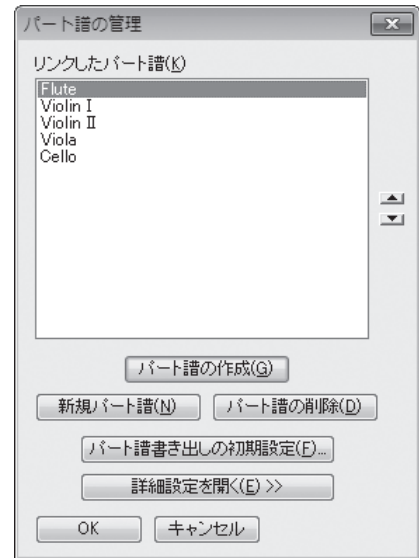 パート譜の管理
リンクしたパート譜(K)
Flute
Violin I
Violin II
Viola
Cello
パート譜の作成(G)
新規パート譜(N) パート譜の削除(D)
パート譜書き出しの初期設定(F)...
詳細設定を開く(E) >>
OK キャンセル